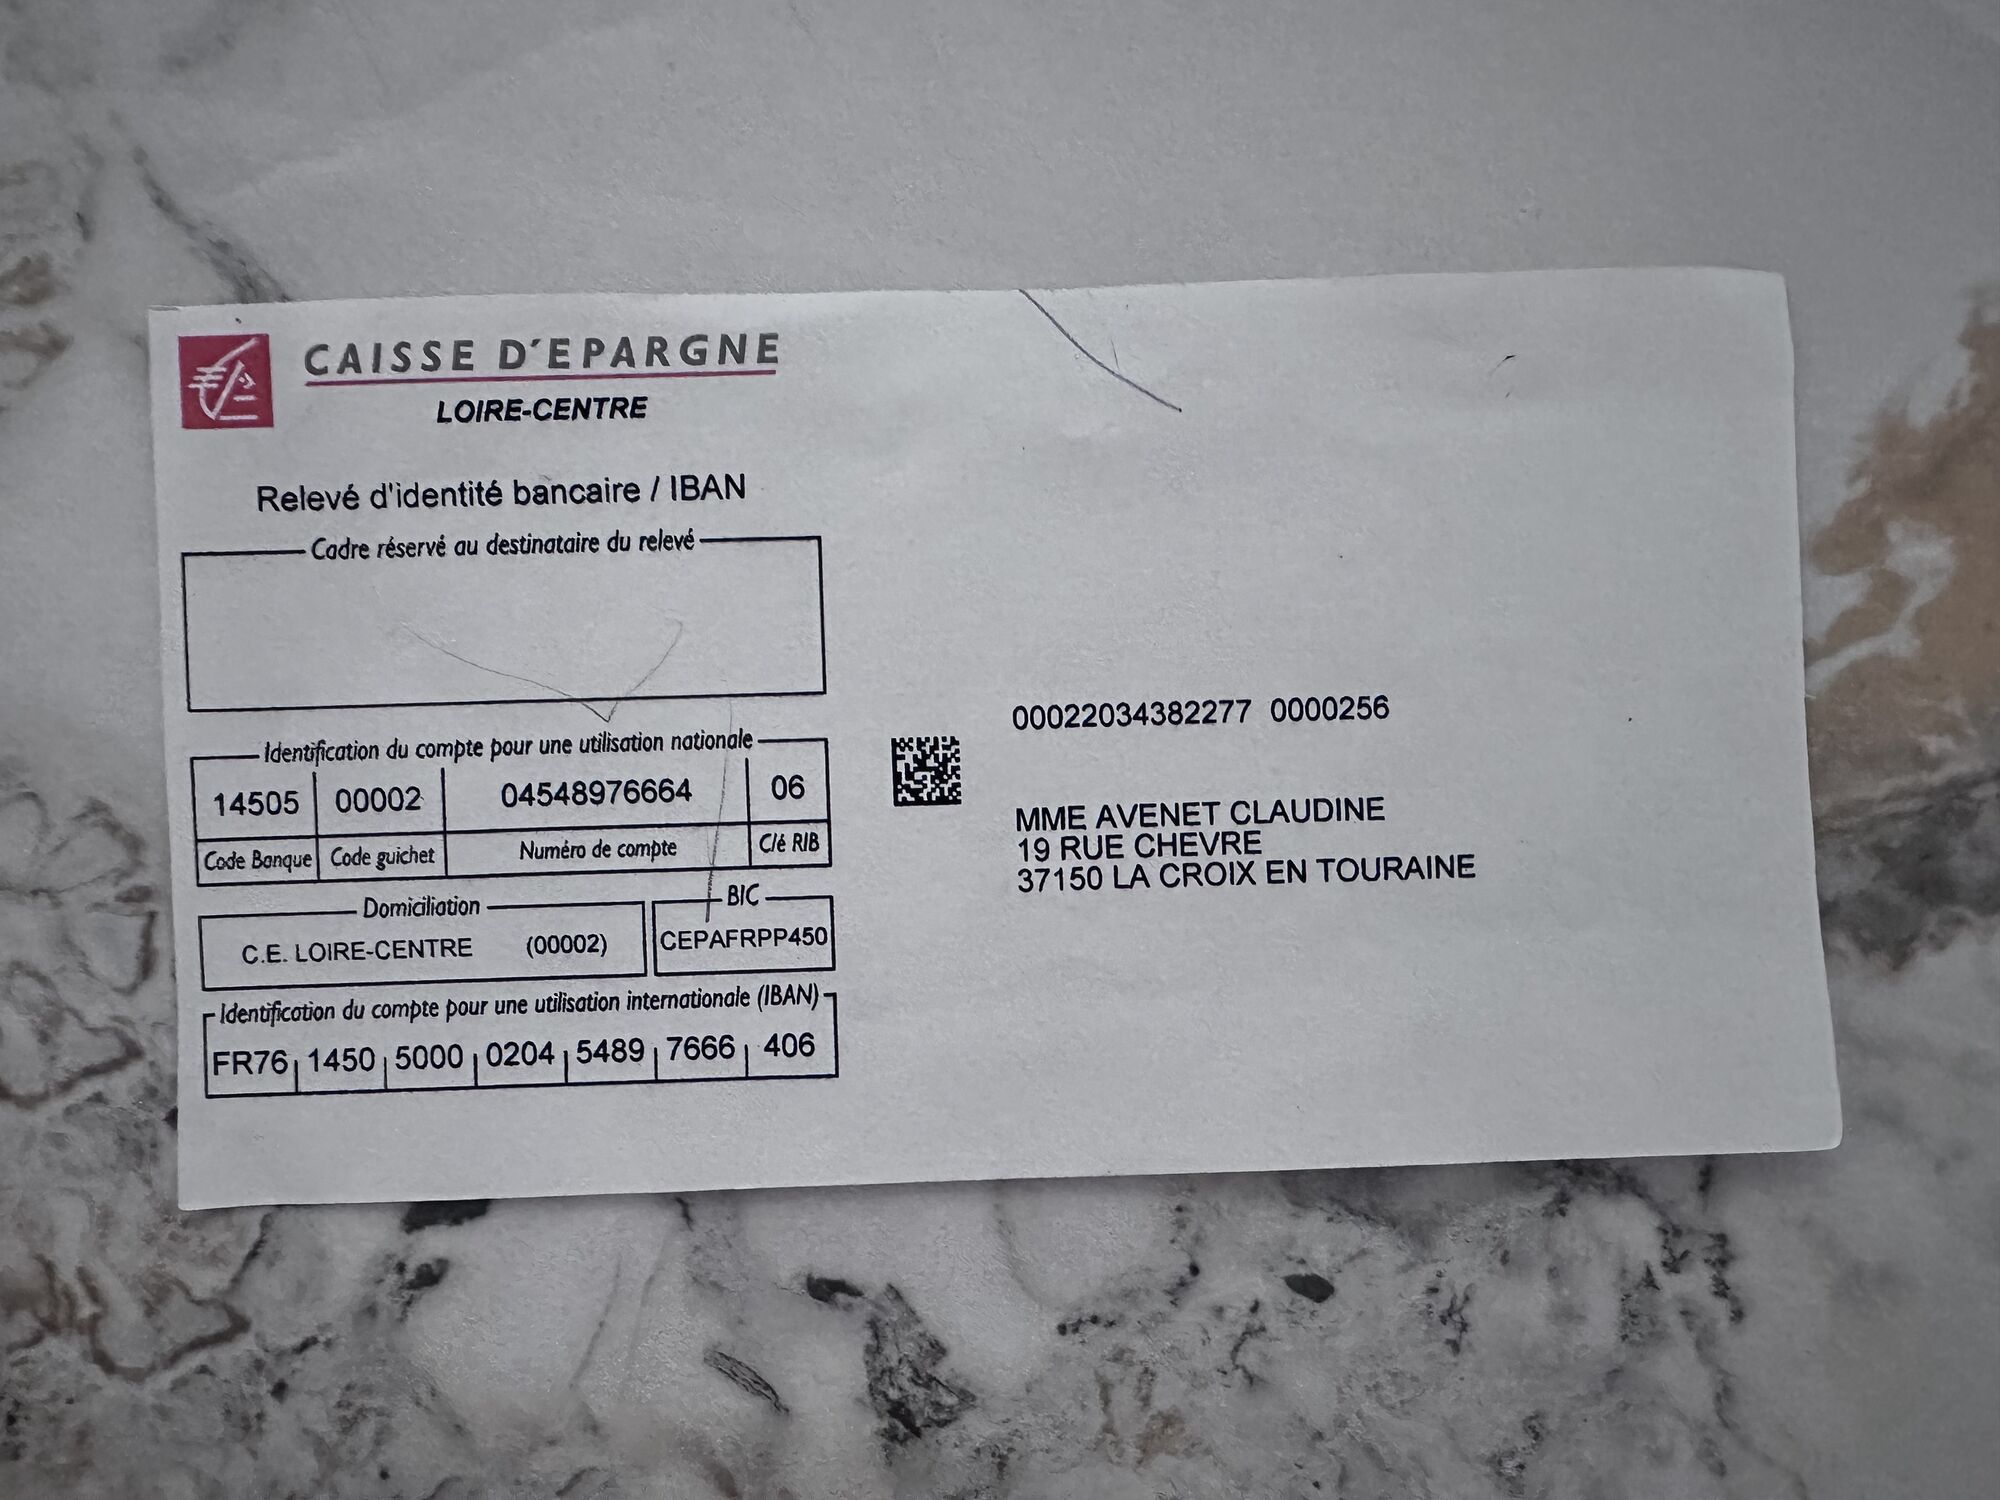 CAISSE D'EPARGNE
LOIRE-CENTRE
Relevé d'identité bancaire / IBAN
Cadre réservé au destinataire du relevé
Identification du compte pour une utilisation nationale
14505 00002 04548976664 06
Code Banque Code guichet Numéro de compte Clé RIB
Domiciliation BIC
C.E. LOIRE-CENTRE (00002) CEPAFRPP450
Identification du compte pour une utilisation internationale (IBAN)
FR76 1450 5000 0204 5489 7666 406
00022034382277 0000256
MME AVENET CLAUDINE
19 RUE CHEVRE
37150 LA CROIX EN TOURAINE